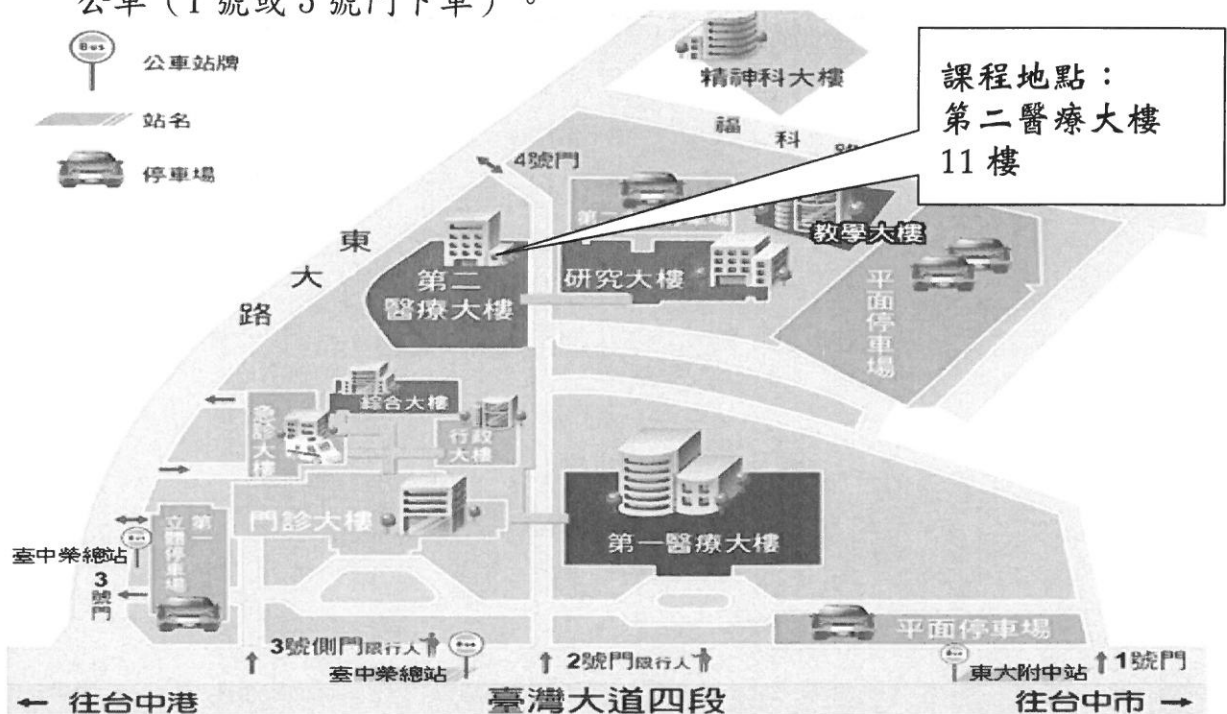 公車（1號或3號門下車）。
Bus
公車站牌
站名
停車場
精神科大樓
課程地點：
第二醫療大樓
11 樓
福科路
4號門
教學大樓
東大路
第二
醫療大樓
研究大樓
平面停車場
綜合大樓
急診大樓
行政
大樓
門診大樓
第一醫療大樓
第一
立體停車場
Bus
臺中榮總站
3
號
門
平面停車場
3號側門限行人
臺中榮總站
2號門限行人
東大附中站
1號門
← 往台中港
臺灣大道四段
往台中市 →